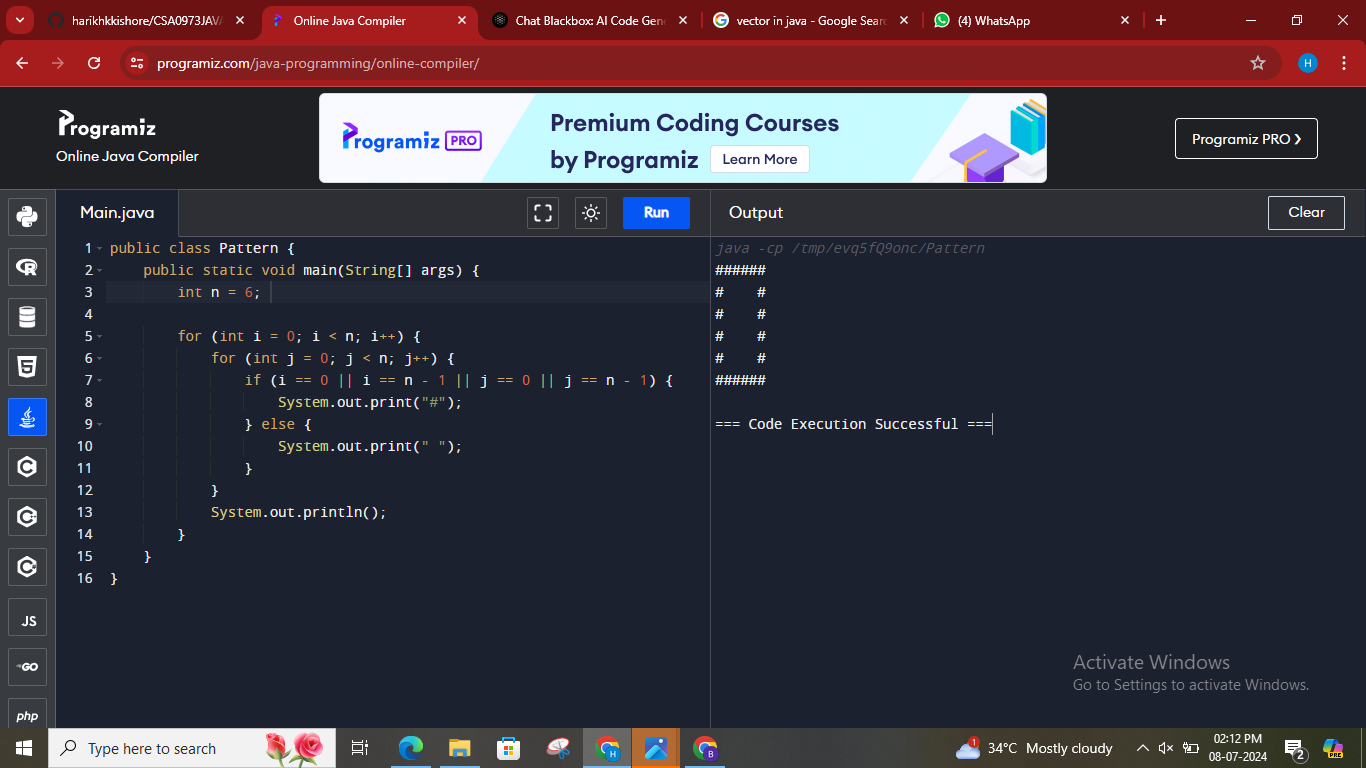 harikhkkishore/CSA0973JAVA
Online Java Compiler
Chat Blackbox: AI Code Gene
vector in java - Google Searc
(4) WhatsApp
programiz.com/java-programming/online-compiler/
H
Programiz
Online Java Compiler
Programiz PRO
Premium Coding Courses
by Programiz
Learn More
Programiz PRO ❯
Main.java
Run
Output
Clear
1 public class Pattern {
2     public static void main(String[] args) {
3         int n = 6;
4
5         for (int i = 0; i < n; i++) {
6             for (int j = 0; j < n; j++) {
7                 if (i == 0 || i == n - 1 || j == 0 || j == n - 1) {
8                     System.out.print("#");
9                 } else {
10                     System.out.print(" ");
11                 }
12             }
13             System.out.println();
14         }
15     }
16 }
java -cp /tmp/evq5fQ9onc/Pattern
######
#    #
#    #
#    #
#    #
######
=== Code Execution Successful ===
R
5
C
C
C
JS
GO
php
Activate Windows
Go to Settings to activate Windows.
Type here to search
H
B
1
34°C Mostly cloudy
02:12 PM
08-07-2024
2
PRE